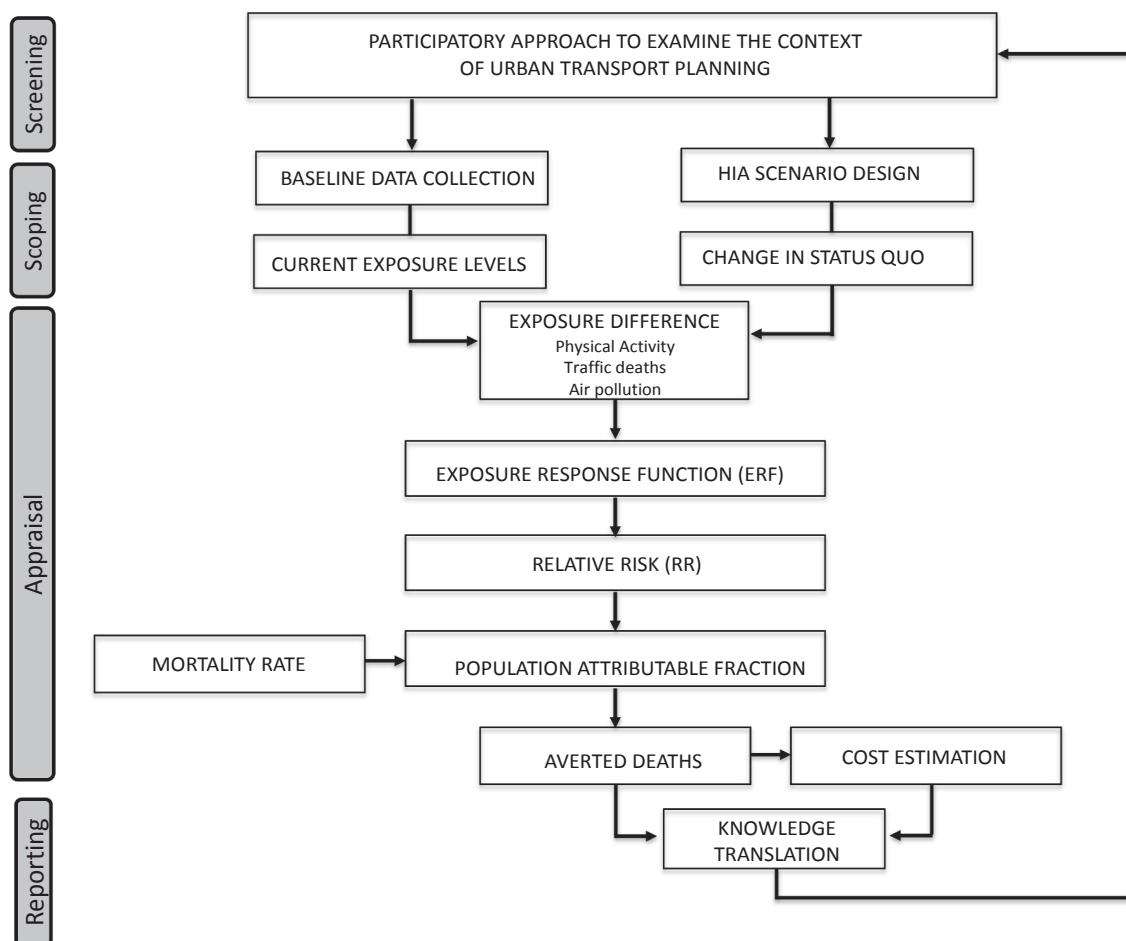 Screening
PARTICIPATORY APPROACH TO EXAMINE THE CONTEXT
OF URBAN TRANSPORT PLANNING
Scoping
BASELINE DATA COLLECTION
HIA SCENARIO DESIGN
CURRENT EXPOSURE LEVELS
CHANGE IN STATUS QUO
Appraisal
EXPOSURE DIFFERENCE
Physical Activity
Traffic deaths
Air pollution
EXPOSURE RESPONSE FUNCTION (ERF)
RELATIVE RISK (RR)
MORTALITY RATE
POPULATION ATTRIBUTABLE FRACTION
AVERTED DEATHS
COST ESTIMATION
Reporting
KNOWLEDGE
TRANSLATION